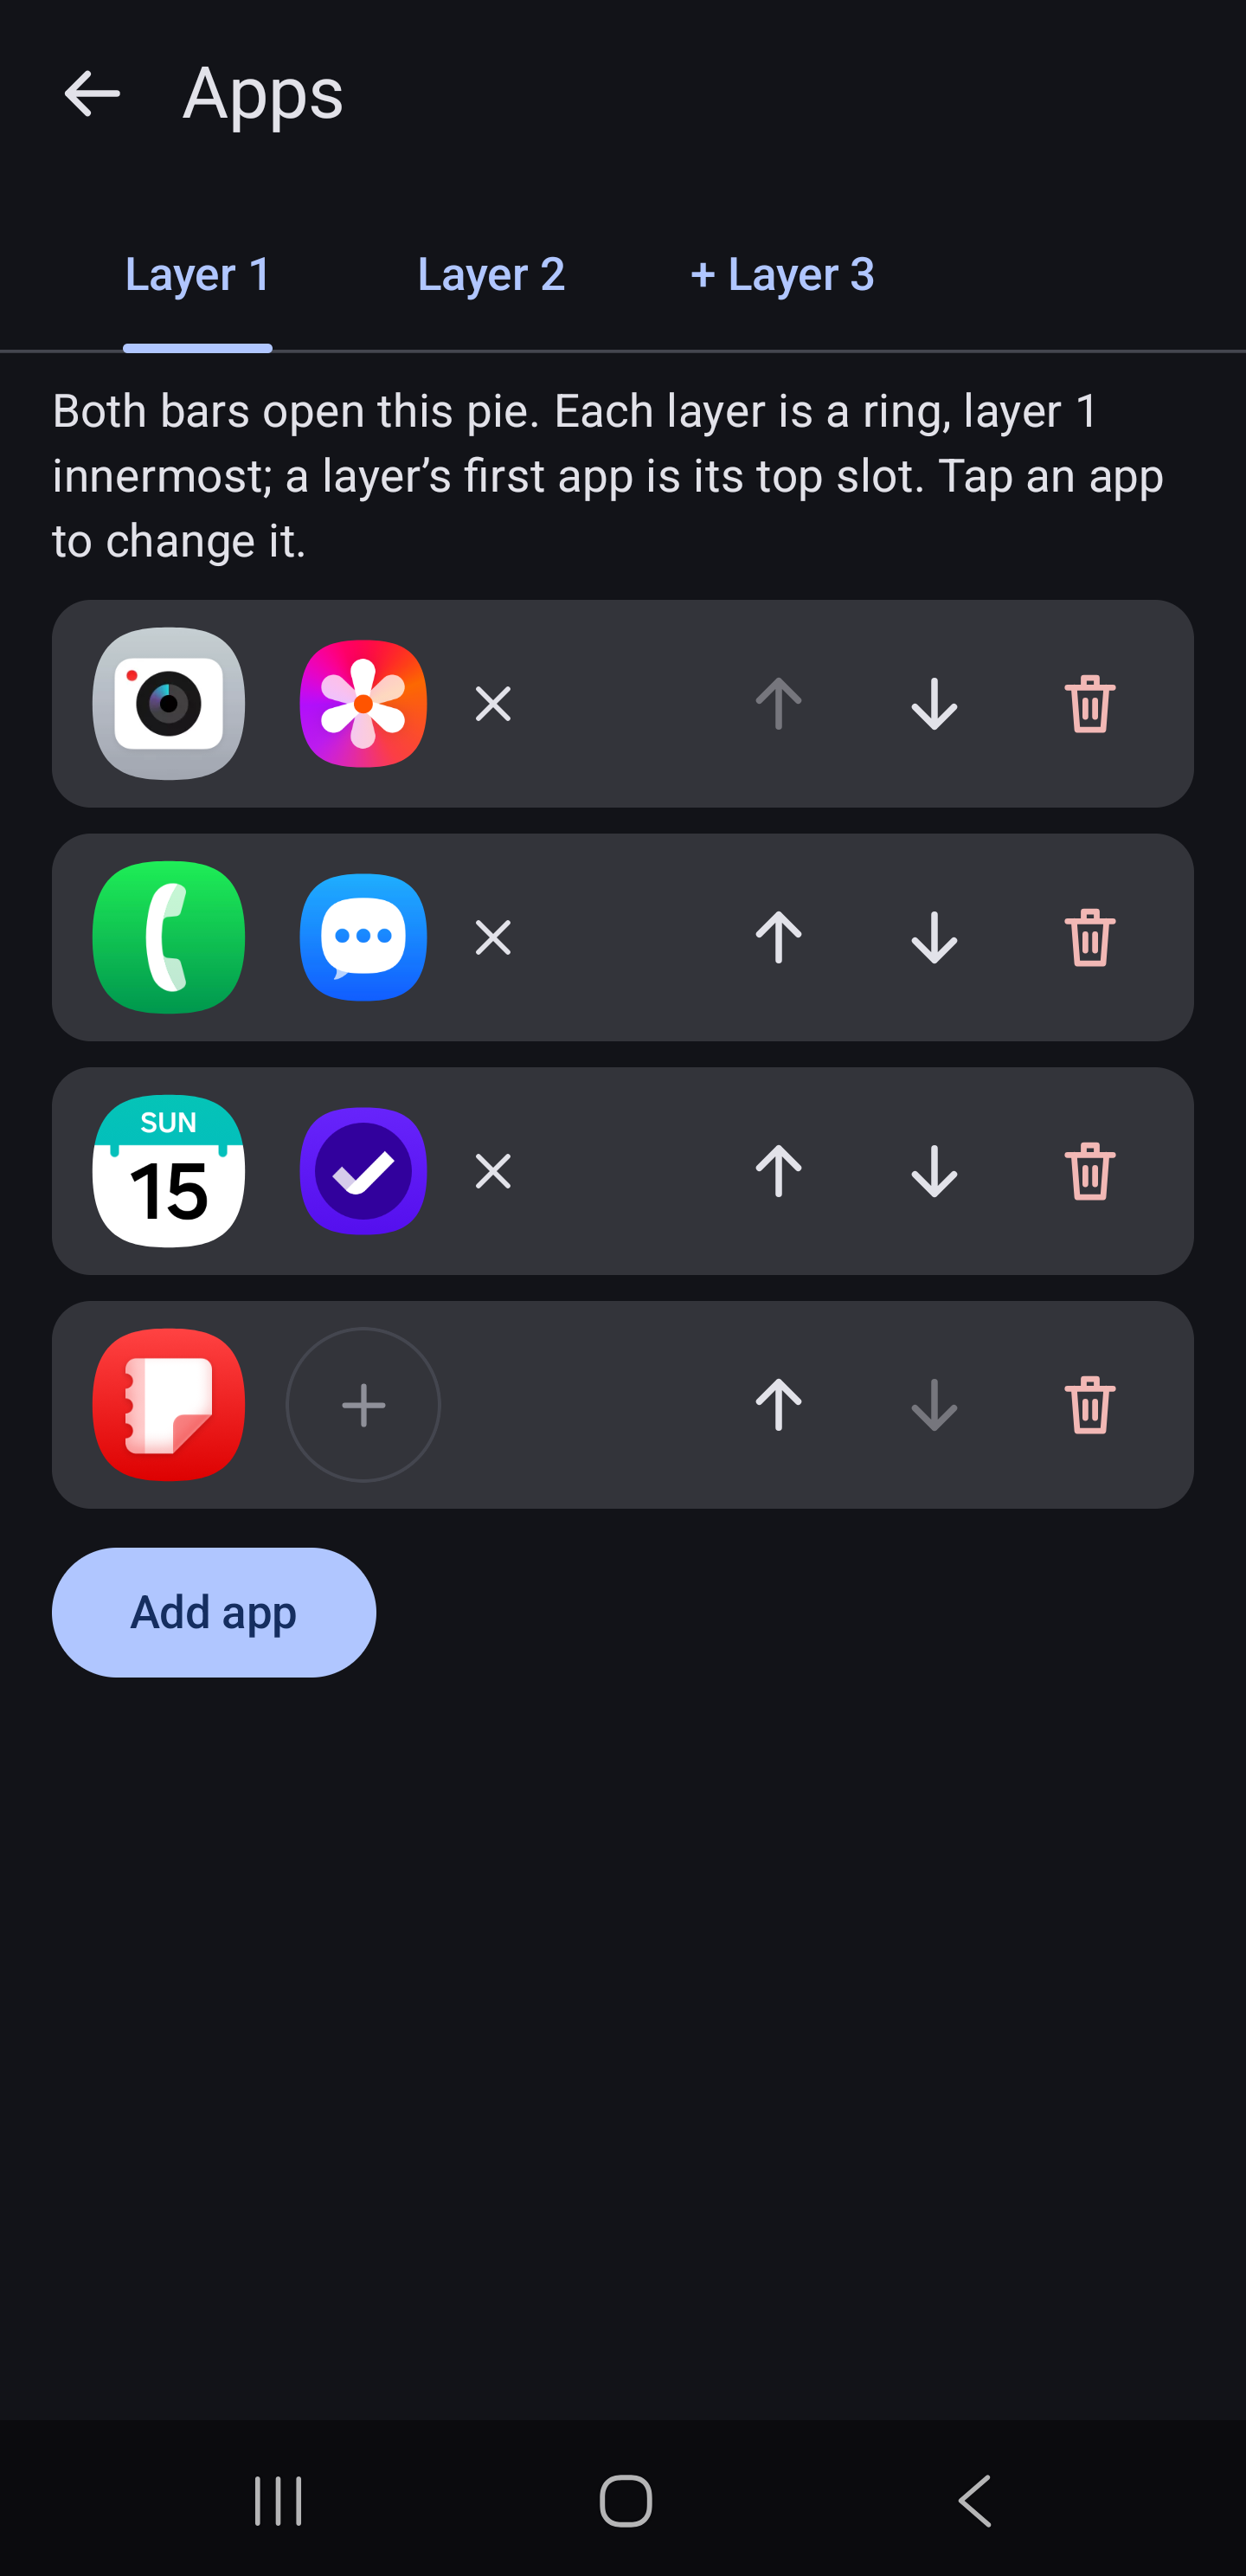 Apps
Layer 1
Layer 2
+ Layer 3
Both bars open this pie. Each layer is a ring, layer 1
innermost; a layer’s first app is its top slot. Tap an app
to change it.
SUN
15
Add app